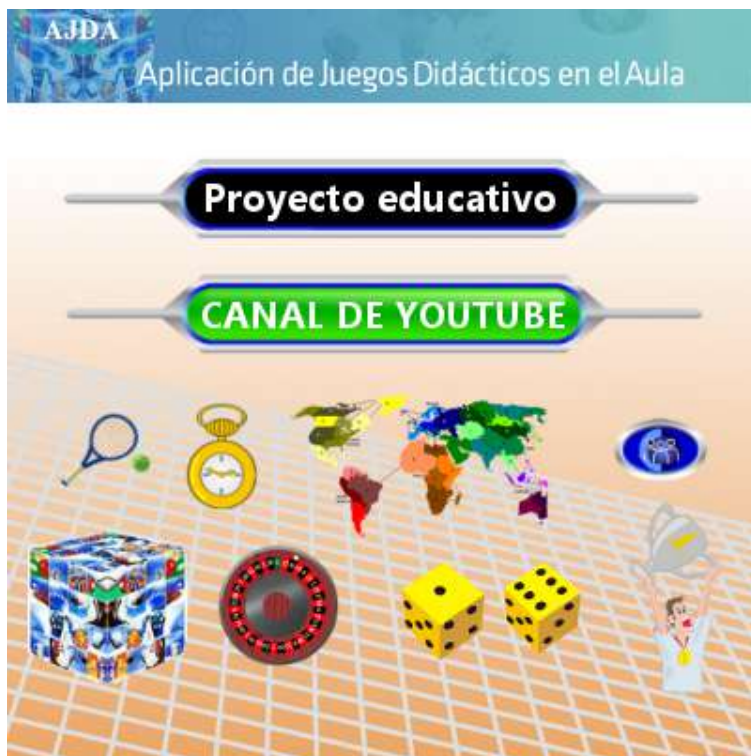 AJDA
Aplicación de Juegos Didácticos en el Aula
Proyecto educativo
CANAL DE YOUTUBE